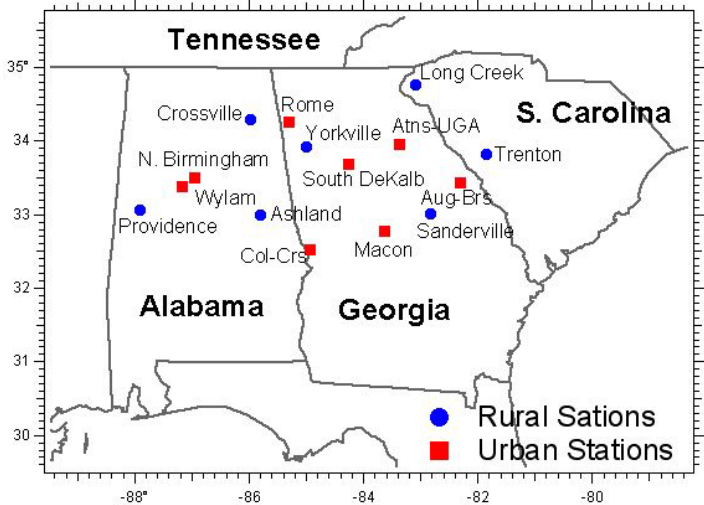 Tennessee
35°
Long Creek
Crossville
Rome
S. Carolina
Yorkville
Atns-UGA
34
N. Birmingham
Trenton
South DeKalb
Wylam
Aug-Brs
33
Providence
Ashland
Sanderville
Col-Crs
Macon
32
Alabama
Georgia
31
Rural Sations
30
Urban Stations
-88°
-86
-84
-82
-80